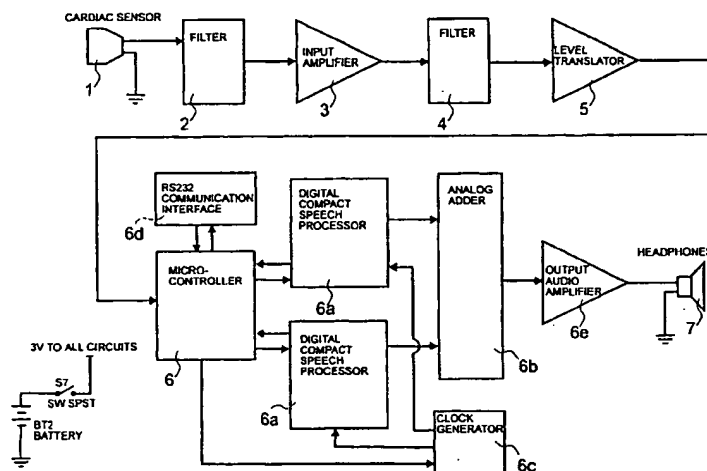 CARDIAC SENSOR
1
FILTER
2
INPUT
AMPLIFIER
3
FILTER
4
LEVEL
TRANSLATOR
5
RS232
COMMUNICATION
INTERFACE
6d
DIGITAL
COMPACT
SPEECH
PROCESSOR
6a
ANALOG
ADDER
6b
MICRO-
CONTROLLER
6
DIGITAL
COMPACT
SPEECH
PROCESSOR
6a
OUTPUT
AUDIO
AMPLIFIER
6e
HEADPHONES
7
3V TO ALL CIRCUITS
S7
SW SPST
BT2
BATTERY
CLOCK
GENERATOR
6c